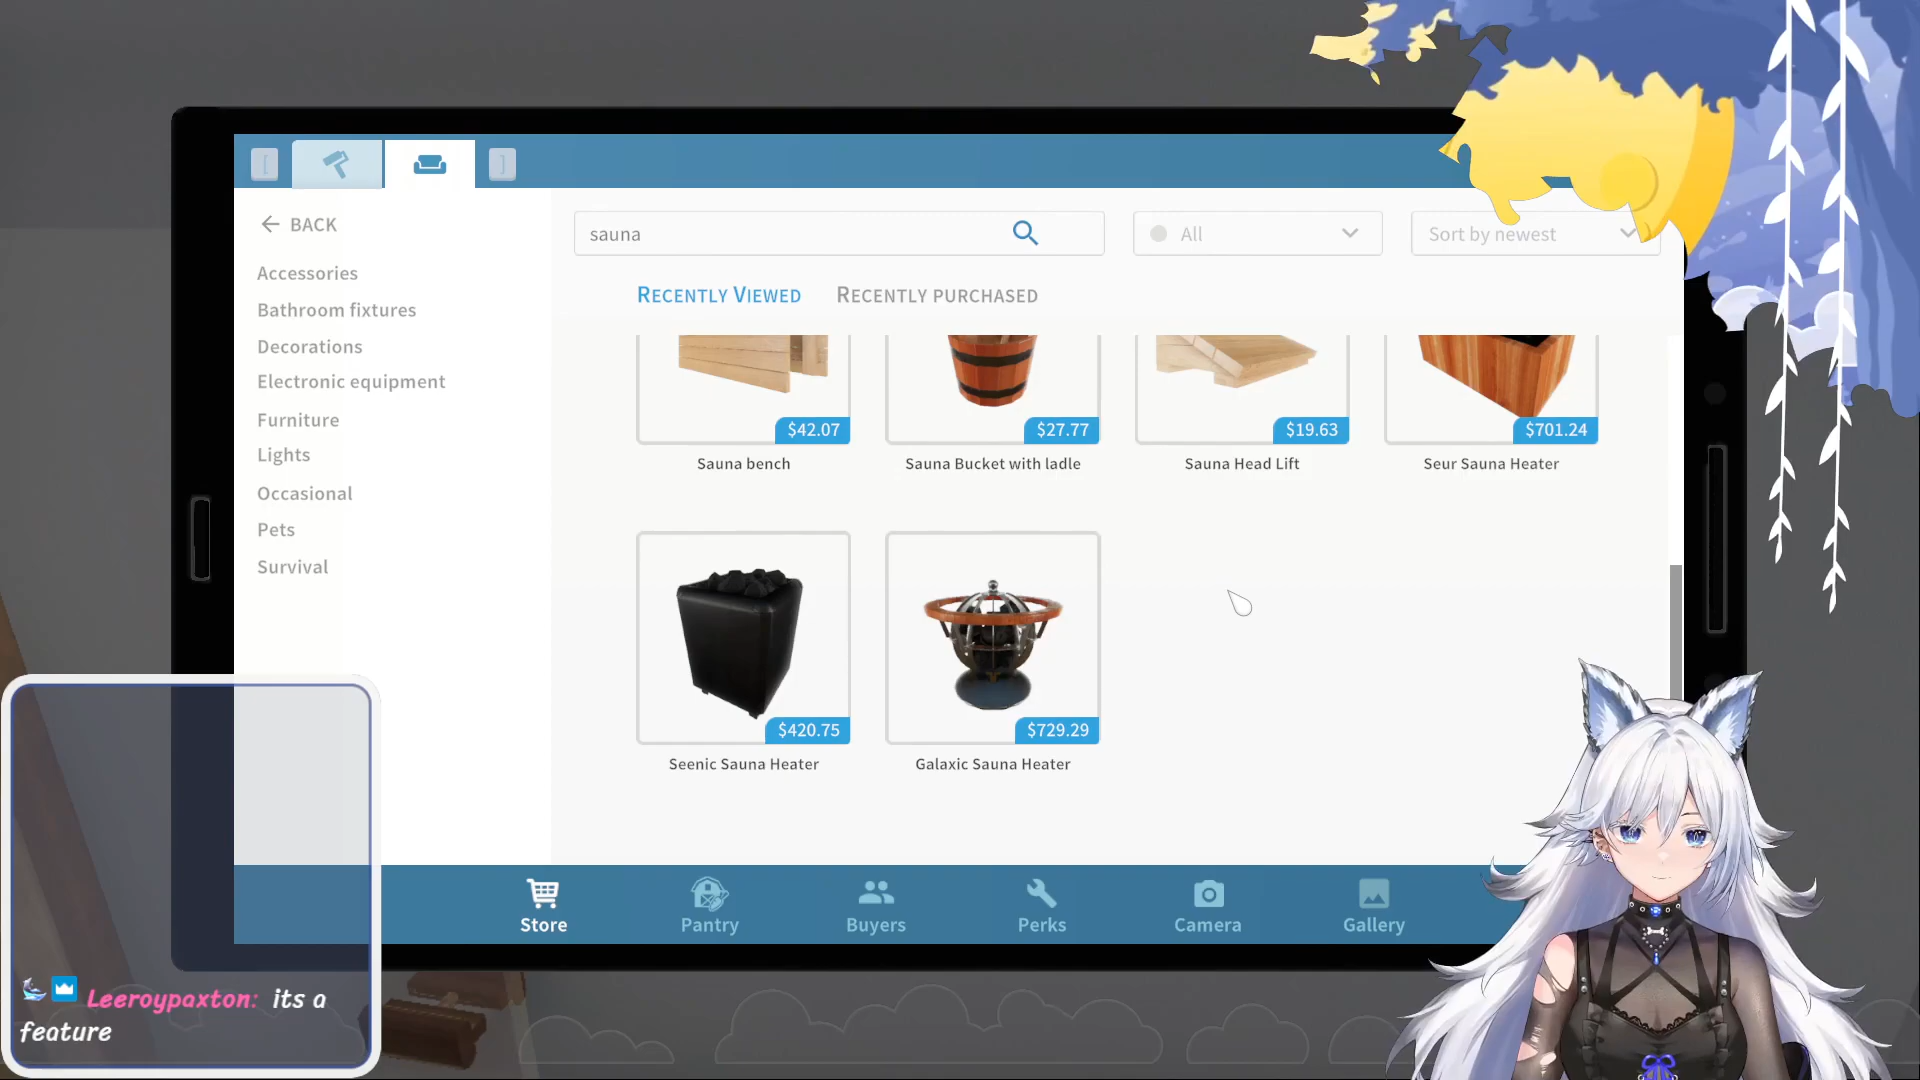 [
]
BACK
sauna
All
Sort by newest
Accessories
Bathroom fixtures
Decorations
Electronic equipment
Furniture
Lights
Occasional
Pets
Survival
RECENTLY VIEWED
RECENTLY PURCHASED
$42.07
$27.77
$19.63
$701.24
Sauna bench
Sauna Bucket with ladle
Sauna Head Lift
Seur Sauna Heater
$420.75
$729.29
Seenic Sauna Heater
Galaxic Sauna Heater
Store
Pantry
Buyers
Perks
Camera
Gallery
Leeroypaxton: its a
feature